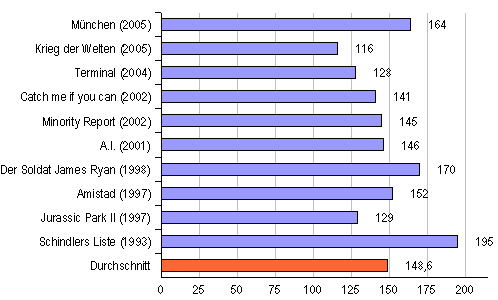 München (2005) 164
Krieg der Welten (2005) 116
Terminal (2004) 128
Catch me if you can (2002) 141
Minority Report (2002) 145
A.I. (2001) 146
Der Soldat James Ryan (1998) 170
Amistad (1997) 152
Jurassic Park II (1997) 129
Schindlers Liste (1993) 195
Durchschnitt 148,6
0 25 50 75 100 125 150 175 200